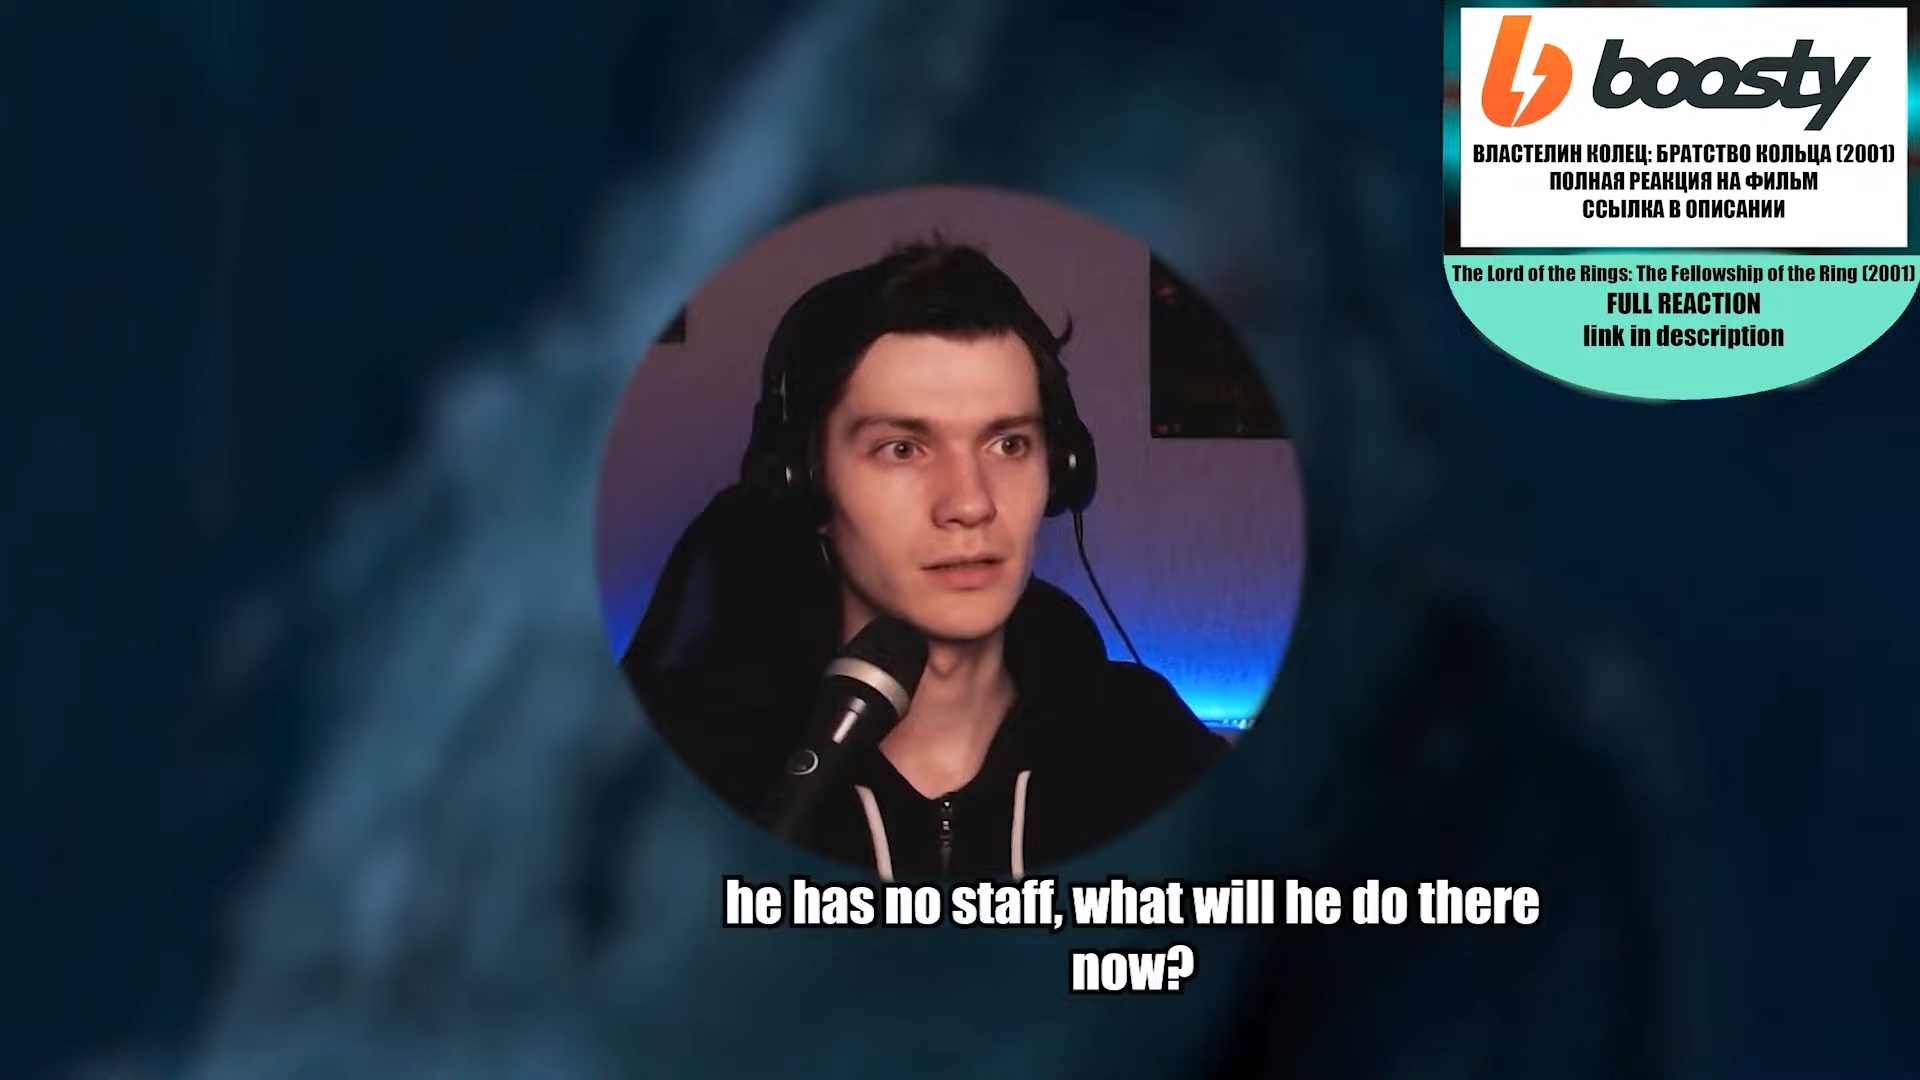 boosty
ВЛАСТЕЛИН КОЛЕЦ: БРАТСТВО КОЛЬЦА (2001)
ПОЛНАЯ РЕАКЦИЯ НА ФИЛЬМ
ССЫЛКА В ОПИСАНИИ
The Lord of the Rings: The Fellowship of the Ring (2001)
FULL REACTION
link in description
he has no staff, what will he do there
now?